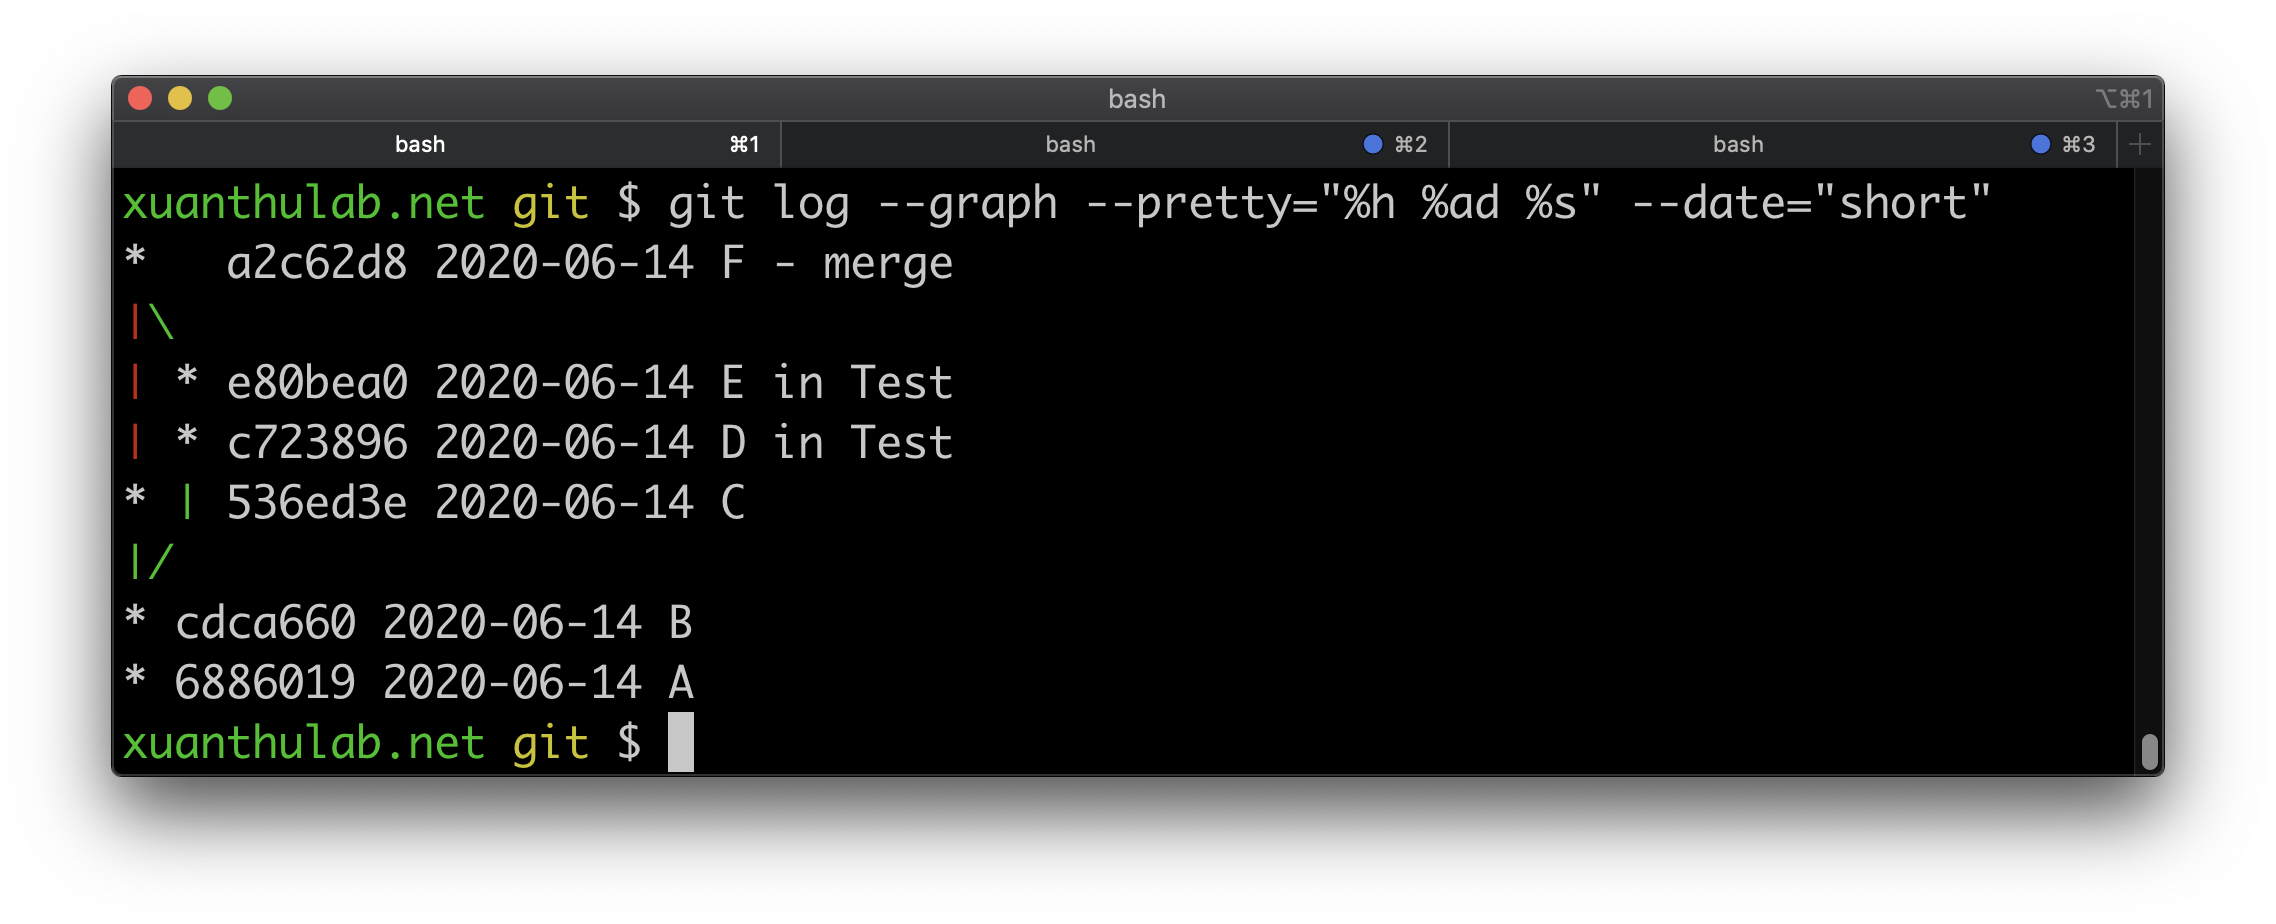 bash
⌥⌘1
bash ⌘1 bash ⌘2 bash ⌘3 +
xuanthulab.net git $ git log --graph --pretty="%h %ad %s" --date="short"
*   a2c62d8 2020-06-14 F - merge
|\
| * e80bea0 2020-06-14 E in Test
| * c723896 2020-06-14 D in Test
* | 536ed3e 2020-06-14 C
|/
* cdca660 2020-06-14 B
* 6886019 2020-06-14 A
xuanthulab.net git $